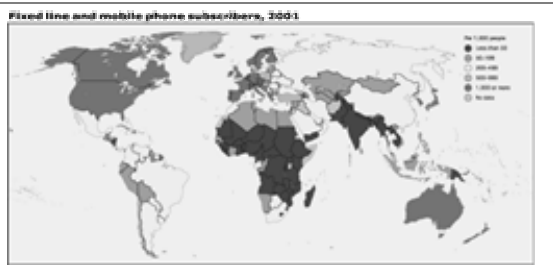 Fixed line and mobile phone subscribers, 2001
Per 1,000 people
Less than 50
50–199
200–499
500–999
1,000 or more
No data